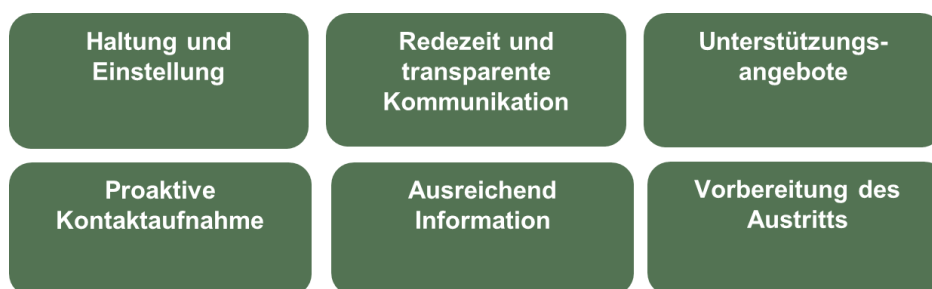 Haltung und
Einstellung
Redezeit und
transparente
Kommunikation
Unterstützungs-
angebote
Proaktive
Kontaktaufnahme
Ausreichend
Information
Vorbereitung des
Austritts